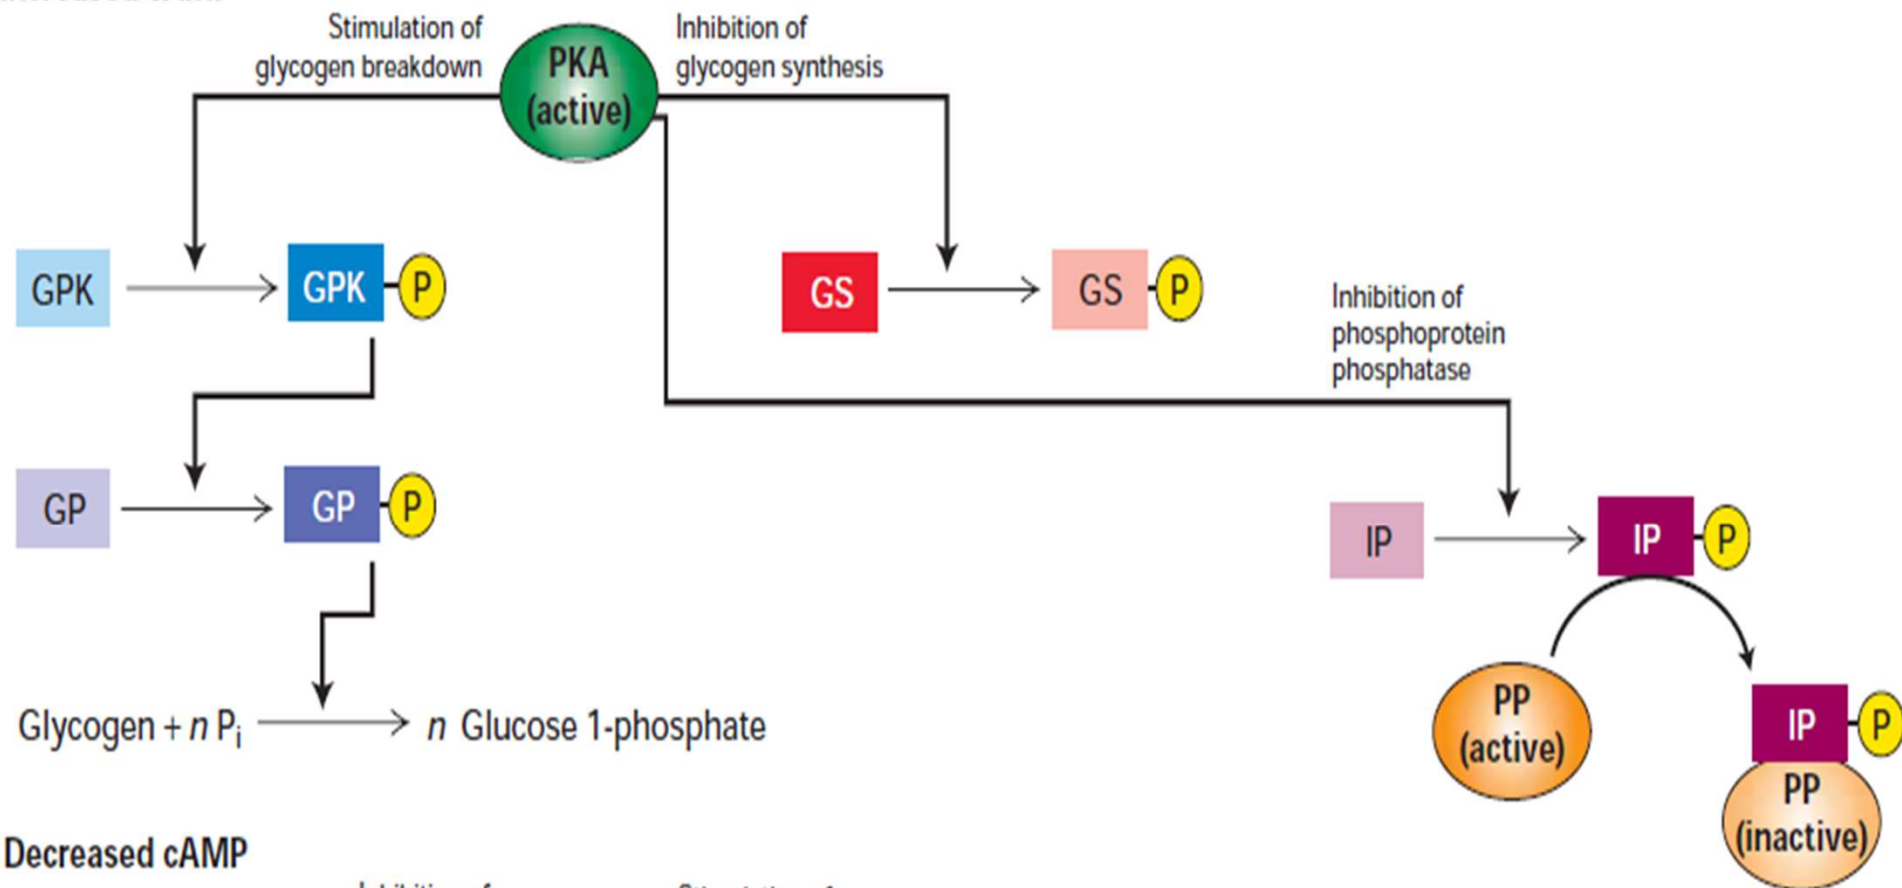 Stimulation of
glycogen breakdown
PKA
(active)
Inhibition of
glycogen synthesis
GPK
GPK
P
GS
GS
P
Inhibition of
phosphoprotein
phosphatase
GP
GP
P
IP
IP
P
Glycogen + n Pi
n Glucose 1-phosphate
PP
(active)
IP
P
PP
(inactive)
Decreased cAMP